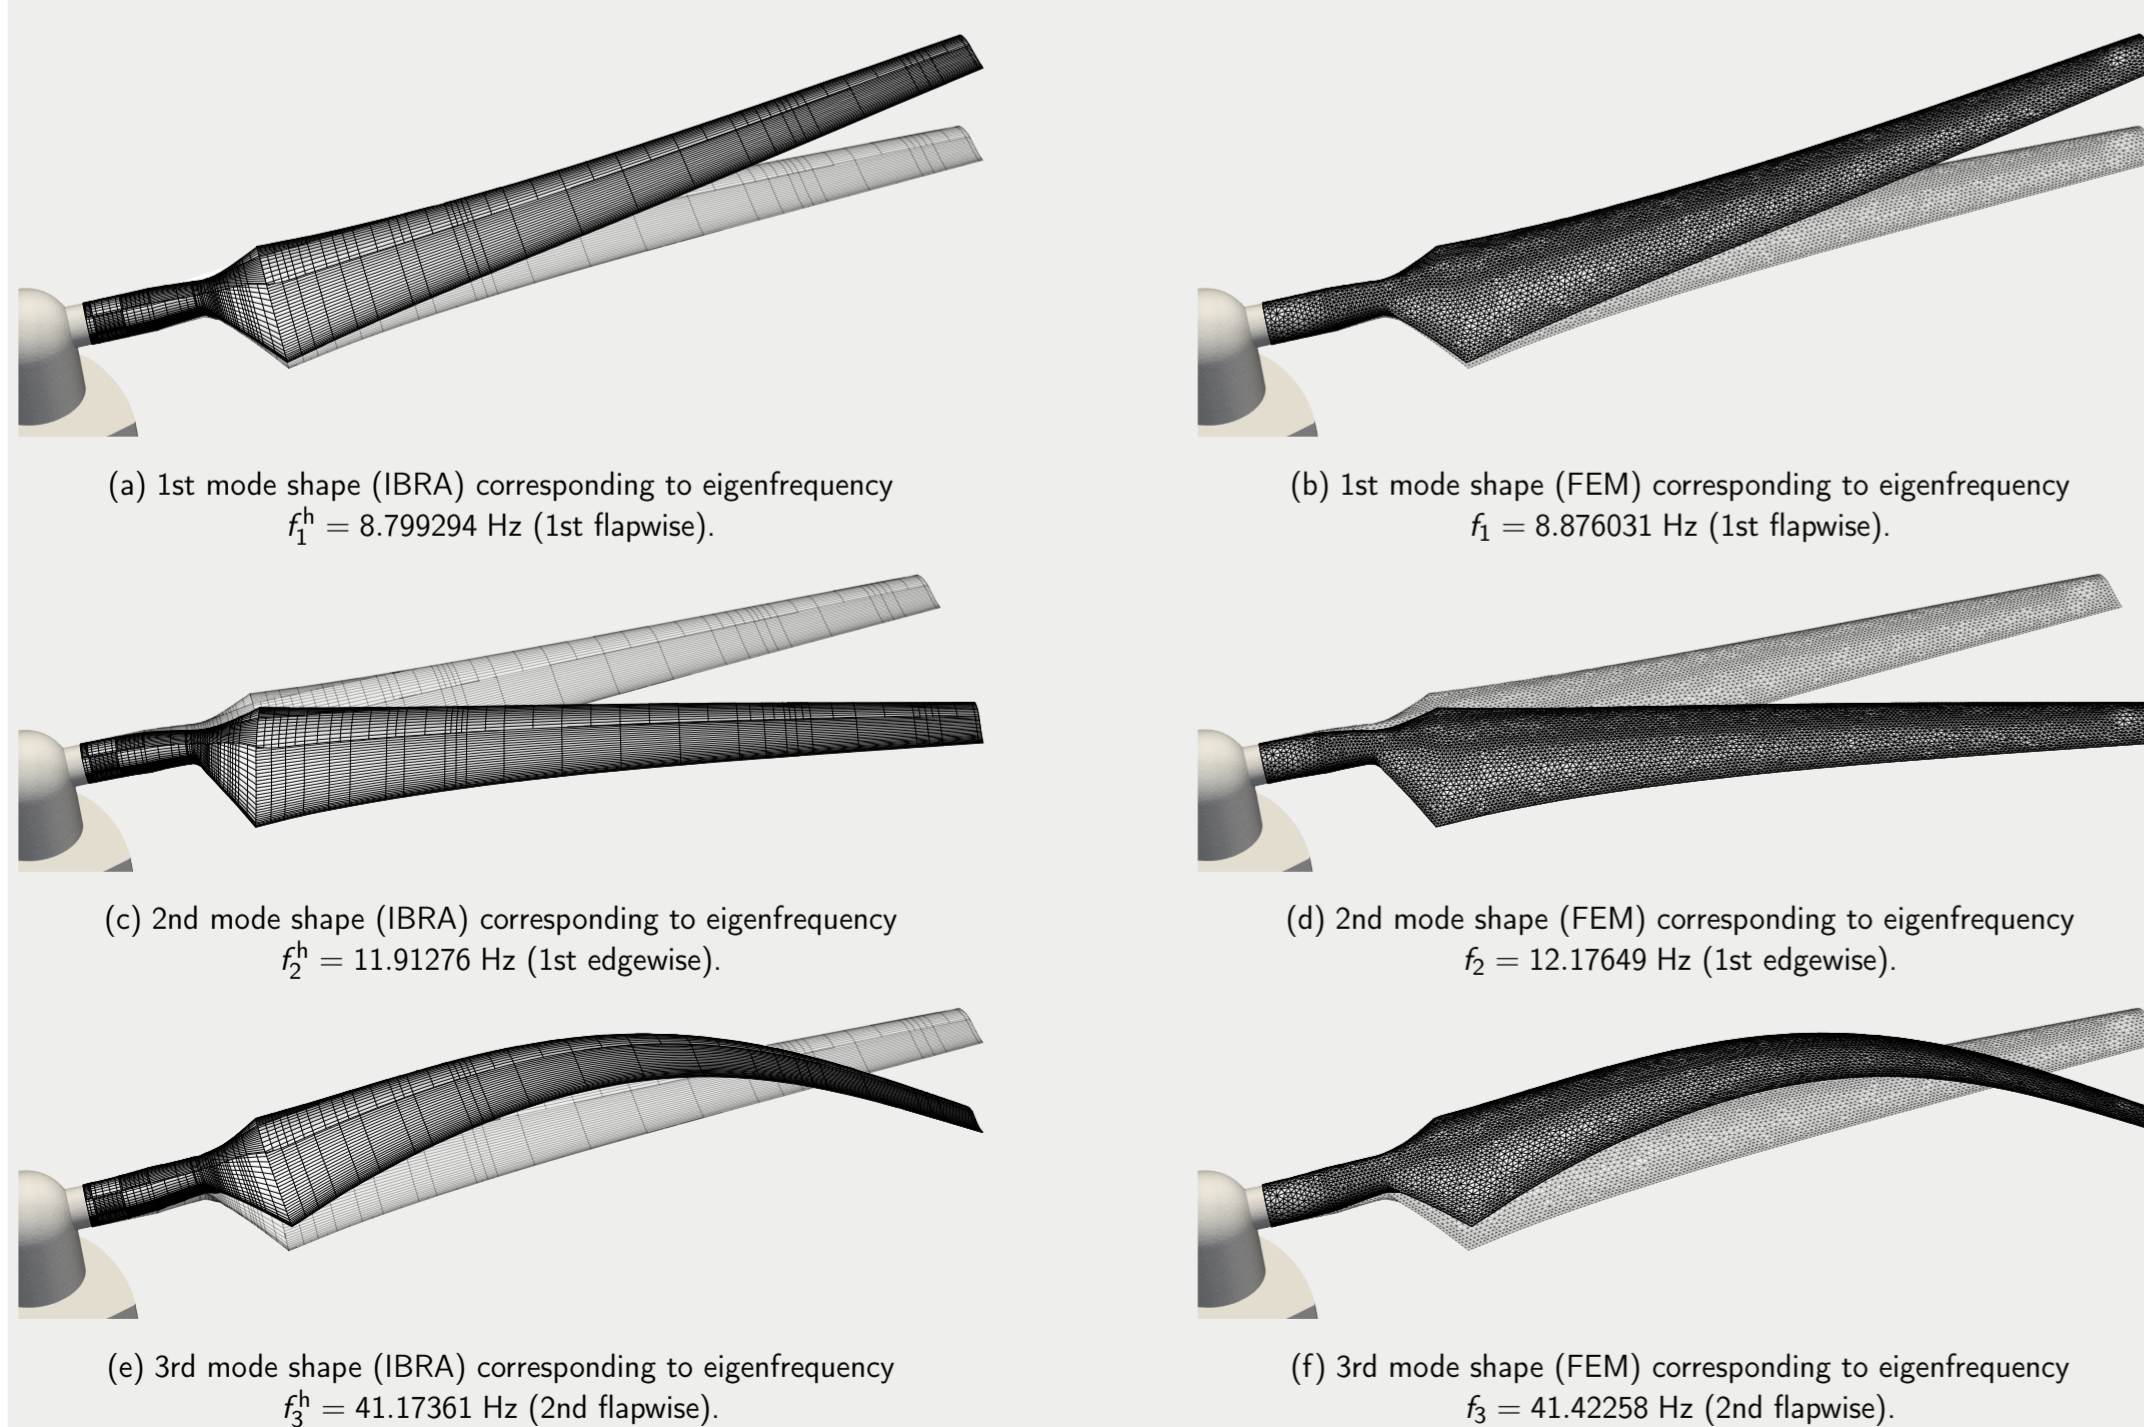 (a) 1st mode shape (IBRA) corresponding to eigenfrequency
f₁ʰ = 8.799294 Hz (1st flapwise).
(b) 1st mode shape (FEM) corresponding to eigenfrequency
f₁ = 8.876031 Hz (1st flapwise).
(c) 2nd mode shape (IBRA) corresponding to eigenfrequency
f₂ʰ = 11.91276 Hz (1st edgewise).
(d) 2nd mode shape (FEM) corresponding to eigenfrequency
f₂ = 12.17649 Hz (1st edgewise).
(e) 3rd mode shape (IBRA) corresponding to eigenfrequency
f₃ʰ = 41.17361 Hz (2nd flapwise).
(f) 3rd mode shape (FEM) corresponding to eigenfrequency
f₃ = 41.42258 Hz (2nd flapwise).